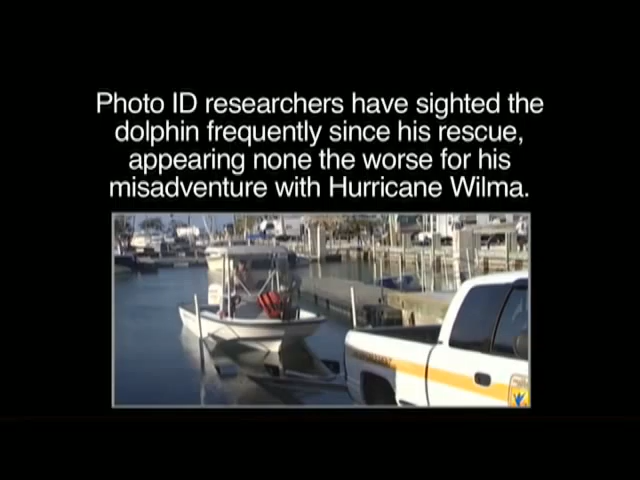 Photo ID researchers have sighted the
dolphin frequently since his rescue,
appearing none the worse for his
misadventure with Hurricane Wilma.